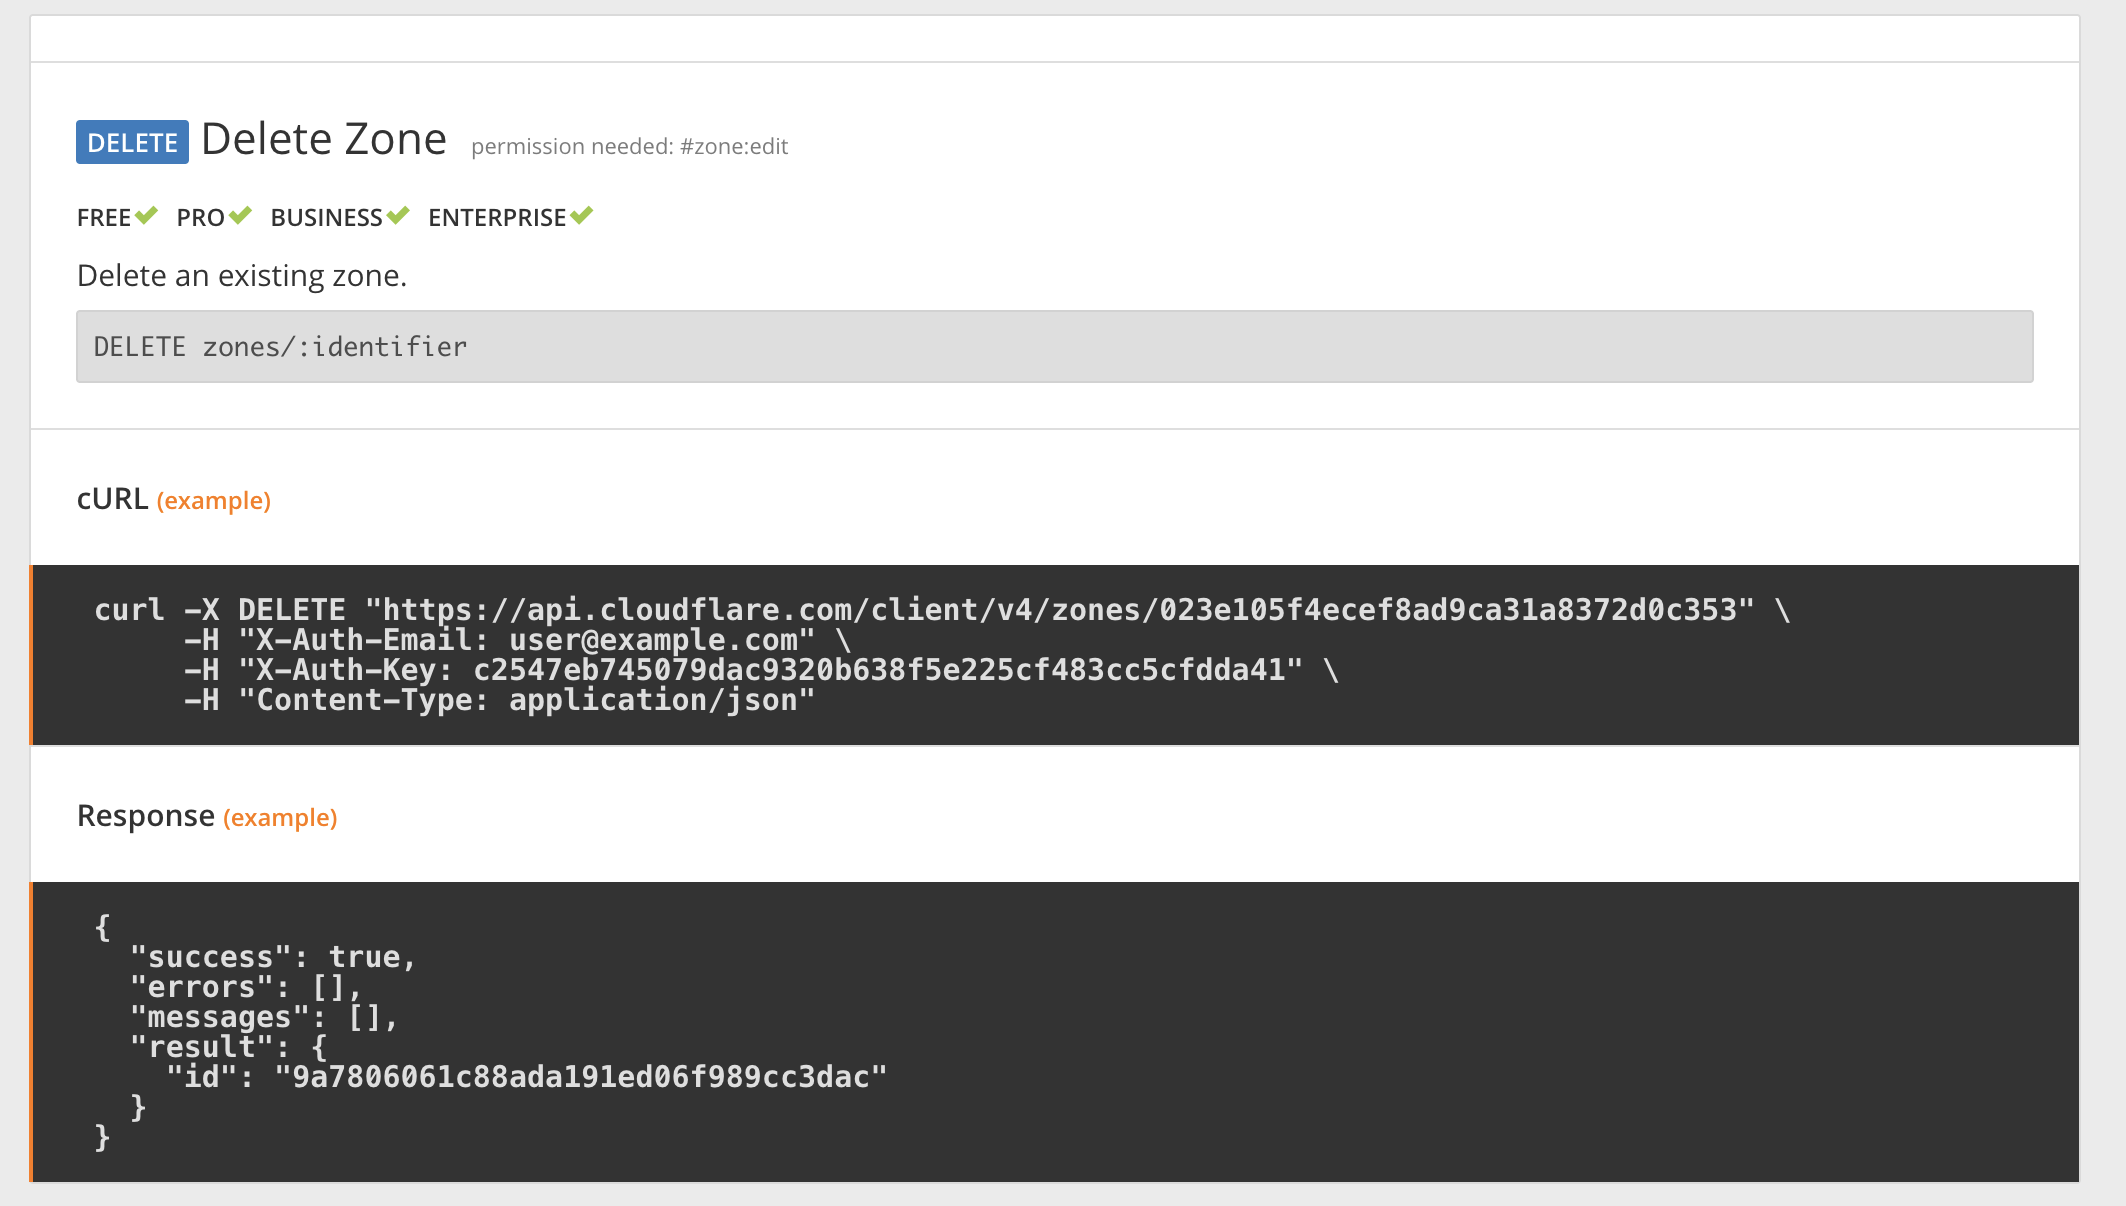 DELETE Delete Zone permission needed: #zone:edit
FREE PRO BUSINESS ENTERPRISE
Delete an existing zone.
DELETE zones/:identifier
cURL (example)
curl -X DELETE "https://api.cloudflare.com/client/v4/zones/023e105f4ecef8ad9ca31a8372d0c353" \
-H "X-Auth-Email: user@example.com" \
-H "X-Auth-Key: c2547eb745079dac9320b638f5e225cf483cc5cfdda41" \
-H "Content-Type: application/json"
Response (example)
{
"success": true,
"errors": [],
"messages": [],
"result": {
"id": "9a7806061c88ada191ed06f989cc3dac"
}
}